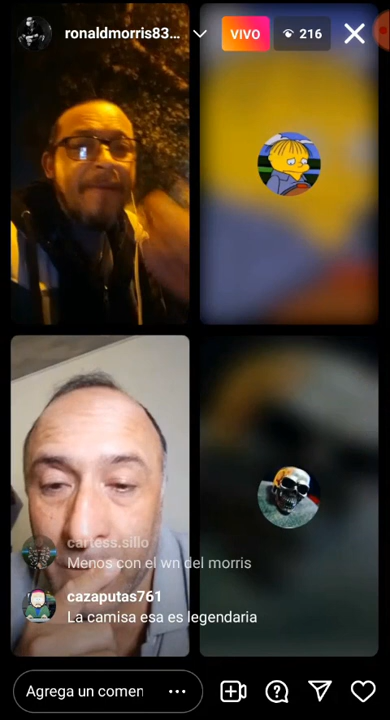 ronaldmorris83...
VIVO
216
cartess.sillo
Menos con el wn del morris
cazaputas761
La camisa esa es legendaria
Agrega un comen